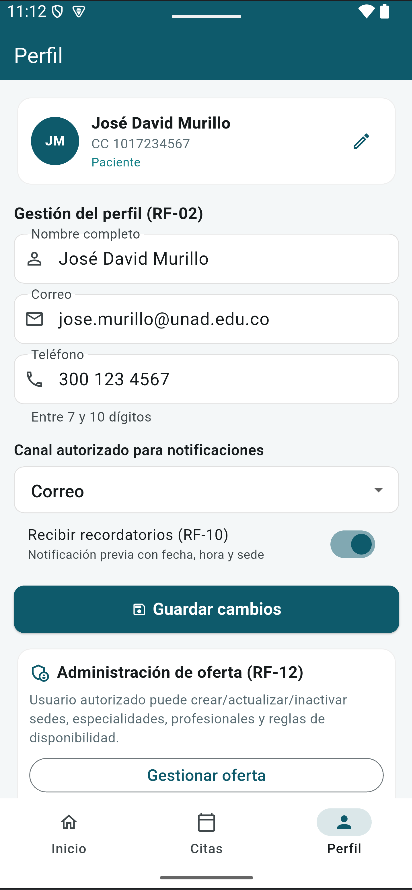 11:12
Perfil
JM
José David Murillo
CC 1017234567
Paciente
Gestión del perfil (RF-02)
Nombre completo
José David Murillo
Correo
jose.murillo@unad.edu.co
Teléfono
300 123 4567
Entre 7 y 10 dígitos
Canal autorizado para notificaciones
Correo
Recibir recordatorios (RF-10)
Notificación previa con fecha, hora y sede
Guardar cambios
Administración de oferta (RF-12)
Usuario autorizado puede crear/actualizar/inactivar
sedes, especialidades, profesionales y reglas de
disponibilidad.
Gestionar oferta
Inicio
Citas
Perfil